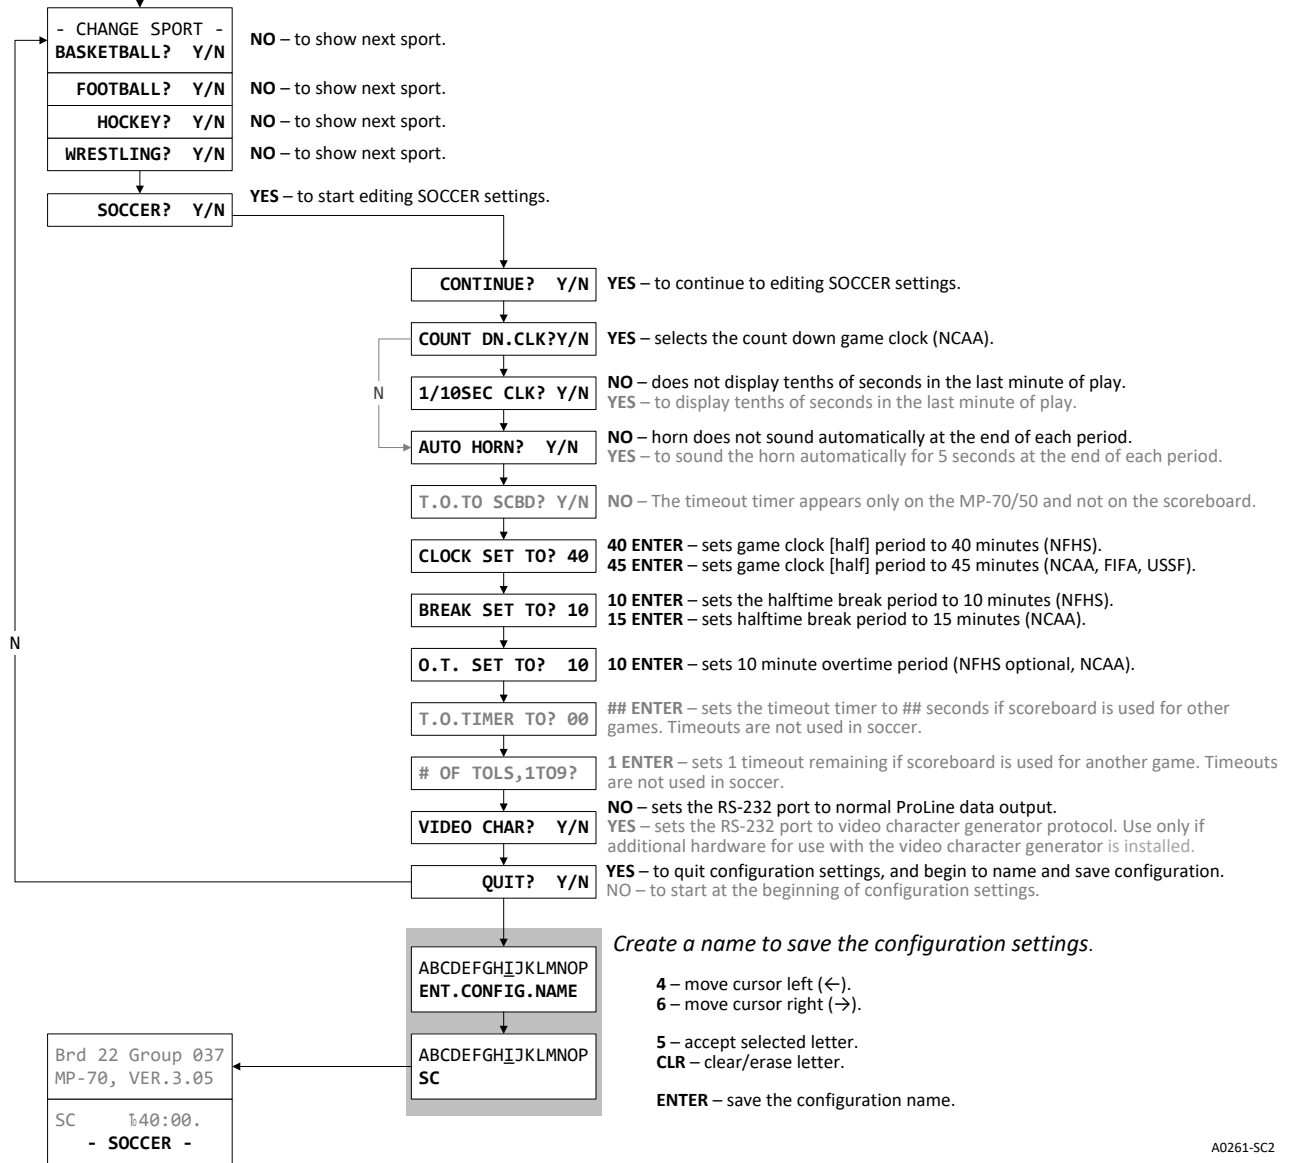 - CHANGE SPORT -
BASKETBALL? Y/N
NO – to show next sport.
FOOTBALL? Y/N
NO – to show next sport.
HOCKEY? Y/N
NO – to show next sport.
WRESTLING? Y/N
NO – to show next sport.
SOCCER? Y/N
YES – to start editing SOCCER settings.
CONTINUE? Y/N
YES – to continue to editing SOCCER settings.
COUNT DN.CLK?Y/N
YES – selects the count down game clock (NCAA).
N
1/10SEC CLK? Y/N
NO – does not display tenths of seconds in the last minute of play.
YES – to display tenths of seconds in the last minute of play.
AUTO HORN? Y/N
NO – horn does not sound automatically at the end of each period.
YES – to sound the horn automatically for 5 seconds at the end of each period.
T.O.TO SCBD? Y/N
NO – The timeout timer appears only on the MP-70/50 and not on the scoreboard.
CLOCK SET TO? 40
40 ENTER – sets game clock [half] period to 40 minutes (NFHS).
45 ENTER – sets game clock [half] period to 45 minutes (NCAA, FIFA, USSF).
BREAK SET TO? 10
10 ENTER – sets the halftime break period to 10 minutes (NFHS).
15 ENTER – sets halftime break period to 15 minutes (NCAA).
N
O.T. SET TO? 10
10 ENTER – sets 10 minute overtime period (NFHS optional, NCAA).
T.O.TIMER TO? 00
## ENTER – sets the timeout timer to ## seconds if scoreboard is used for other
games. Timeouts are not used in soccer.
# OF TOLS,1TO9?
1 ENTER – sets 1 timeout remaining if scoreboard is used for another game. Timeouts
are not used in soccer.
VIDEO CHAR? Y/N
NO – sets the RS-232 port to normal ProLine data output.
YES – sets the RS-232 port to video character generator protocol. Use only if
additional hardware for use with the video character generator is installed.
QUIT? Y/N
YES – to quit configuration settings, and begin to name and save configuration.
NO – to start at the beginning of configuration settings.
Create a name to save the configuration settings.
ABCDEFGHIJKLMNOP
ENT.CONFIG.NAME
4 – move cursor left (←).
6 – move cursor right (→).
5 – accept selected letter.
CLR – clear/erase letter.
ENTER – save the configuration name.
ABCDEFGHIJKLMNOP
SC
Brd 22 Group 037
MP-70, VER.3.05
SC 40:00.
- SOCCER -
A0261-SC2